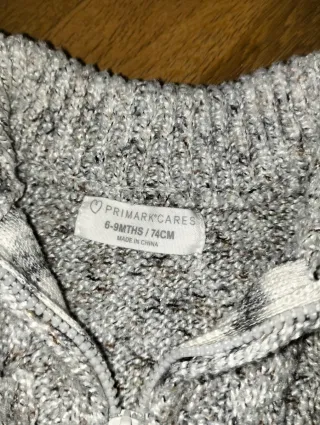 PRIMARK®CARES
6-9MTHS / 74CM
MADE IN CHINA